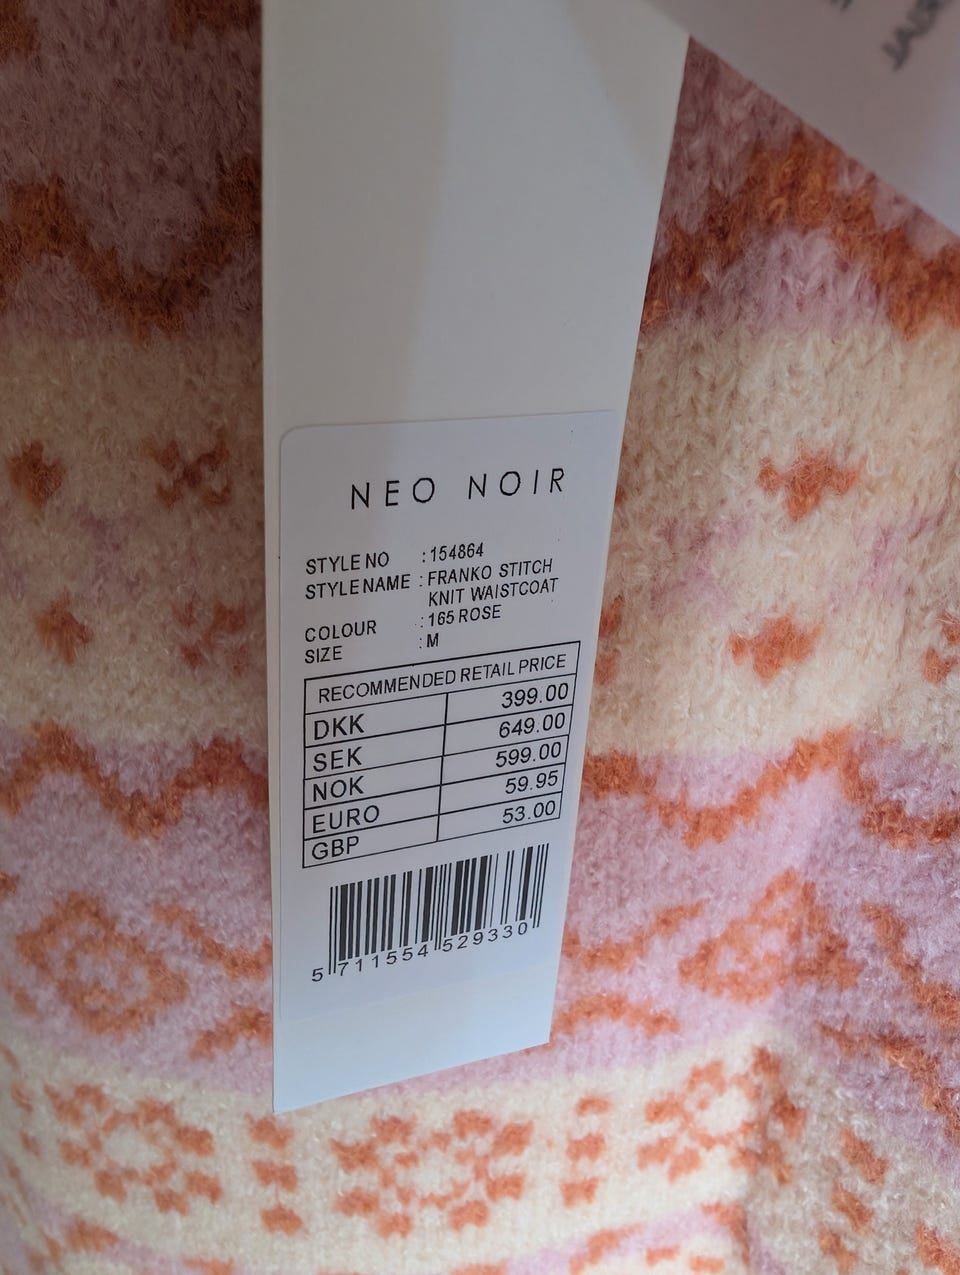 NEO NOIR
STYLE NO : 154864
STYLE NAME : FRANKO STITCH
KNIT WAISTCOAT
COLOUR : 165 ROSE
SIZE : M
RECOMMENDED RETAIL PRICE
DKK 399.00
SEK 649.00
NOK 599.00
EURO 59.95
GBP 53.00
5 711554 529330